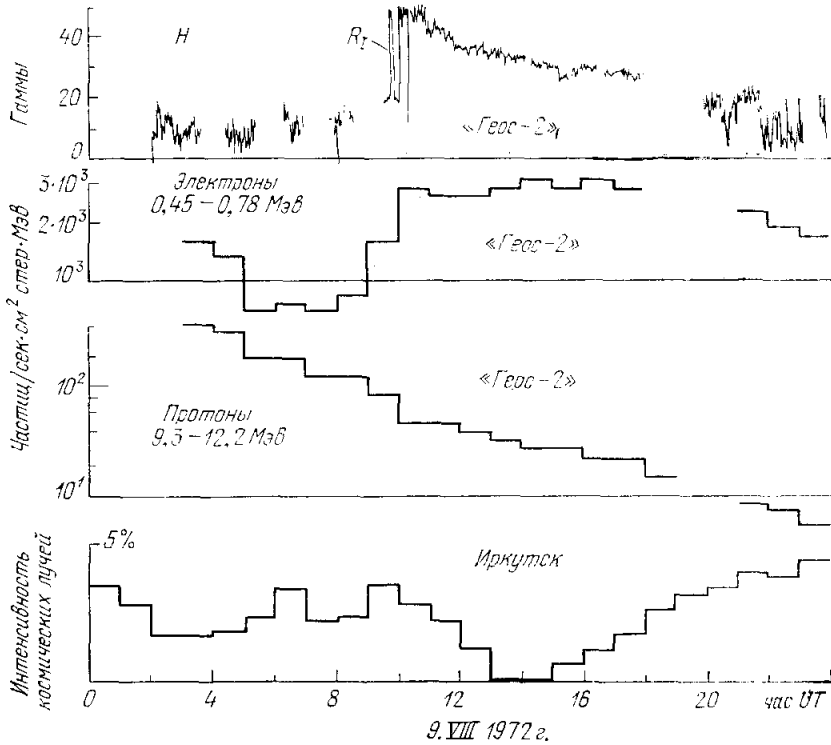 Гаммы
40
20
0
H
R_I
«Геос-2»
Частиц/сек·см² стер·Мэв
3·10³
2·10³
10³
Электроны
0,45–0,78 Мэв
«Геос-2»
10²
10¹
Протоны
9,3–12,2 Мэв
«Геос-2»
Интенсивность
космических лучей
5%
Иркутск
0 4 8 12 16 20 час UT
9.VIII 1972 г.